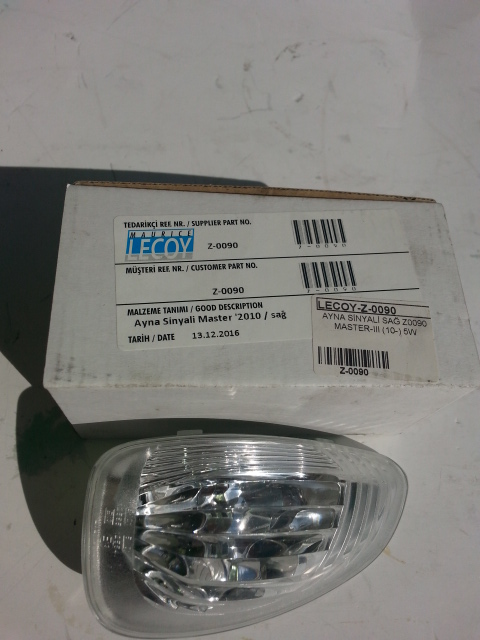 TEDARİKÇİ REF. NR. / SUPPLIER PART NO.
MAURICE
LECOY
Z-0090
Z-0090
MÜŞTERİ REF. NR. / CUSTOMER PART NO.
Z-0090
MALZEME TANIMI / GOOD DESCRIPTION
Ayna Sinyali Master '2010 / sağ
TARİH / DATE 13.12.2016
LECOY-Z-0090
AYNA SİNYALİ SAĞ Z0090
MASTER-III (10-) 5W
Z-0090